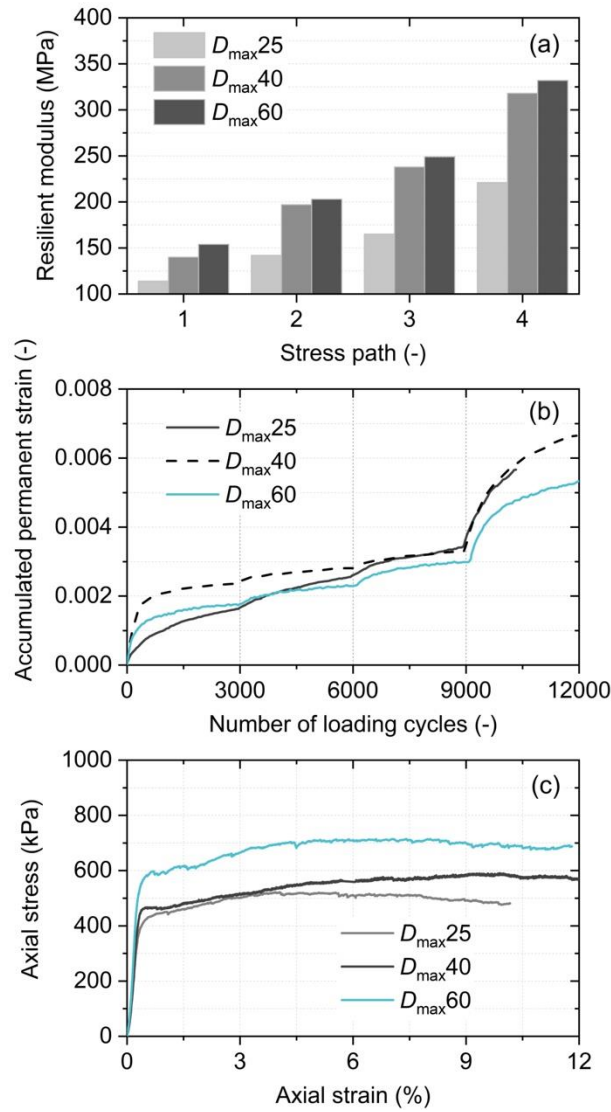 (a)
Dmax25
Dmax40
Dmax60
Resilient modulus (MPa)
400
350
300
250
200
150
100
1 2 3 4
Stress path (-)
(b)
Dmax25
Dmax40
Dmax60
Accumulated permanent strain (-)
0.008
0.006
0.004
0.002
0.000
0 3000 6000 9000 12000
Number of loading cycles (-)
(c)
Axial stress (kPa)
1000
800
600
400
200
0
Dmax25
Dmax40
Dmax60
0 3 6 9 12
Axial strain (%)